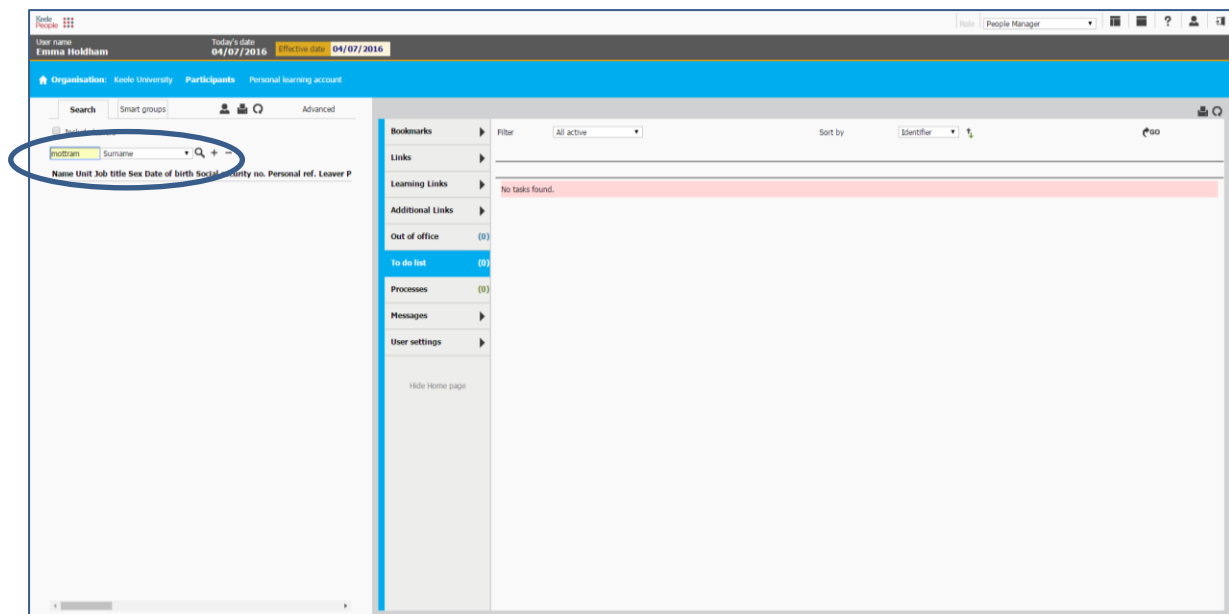 Keele
People
Role People Manager ?
User name
Emma Holdham
Today's date
04/07/2016
Effective date 04/07/2016
Organisation: Keele University Participants Personal learning account
Search Smart groups Advanced
mottram Surname + −
Name Unit Job title Sex Date of birth Social security no. Personal ref. Leaver P
Bookmarks
Links
Learning Links
Additional Links
Out of office (0)
To do list (0)
Processes (0)
Messages
User settings
Hide Home page
Filter All active Sort by Identifier GO
No tasks found.